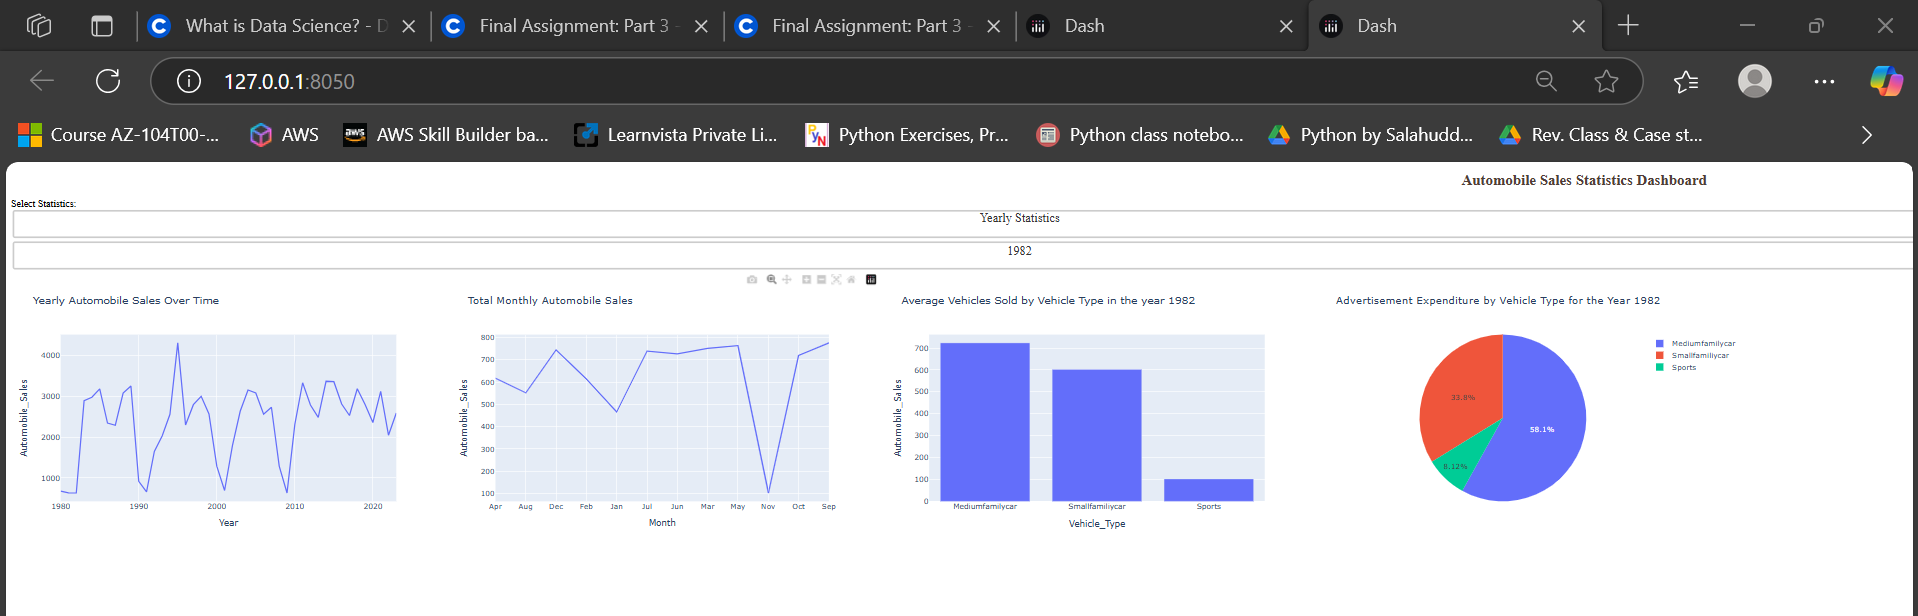 What is Data Science? - D
Final Assignment: Part 3 -
Final Assignment: Part 3 -
Dash
Dash
127.0.0.1:8050
Course AZ-104T00-...
AWS
aws
AWS Skill Builder ba...
Learnvista Private Li...
Python Exercises, Pr...
Python class notebo...
Python by Salahudd...
Rev. Class & Case st...
Automobile Sales Statistics Dashboard
Select Statistics:
Yearly Statistics
1982
Yearly Automobile Sales Over Time
Automobile_Sales
4000
3000
2000
1000
1980 1990 2000 2010 2020
Year
Total Monthly Automobile Sales
Automobile_Sales
800
700
600
500
400
300
200
100
Apr Aug Dec Feb Jan Jul Jun Mar May Nov Oct Sep
Month
Average Vehicles Sold by Vehicle Type in the year 1982
Automobile_Sales
700
600
500
400
300
200
100
0
Mediumfamilycar Smallfamiliycar Sports
Vehicle_Type
Advertisement Expenditure by Vehicle Type for the Year 1982
33.8%
58.1%
8.12%
Mediumfamilycar
Smallfamiliycar
Sports